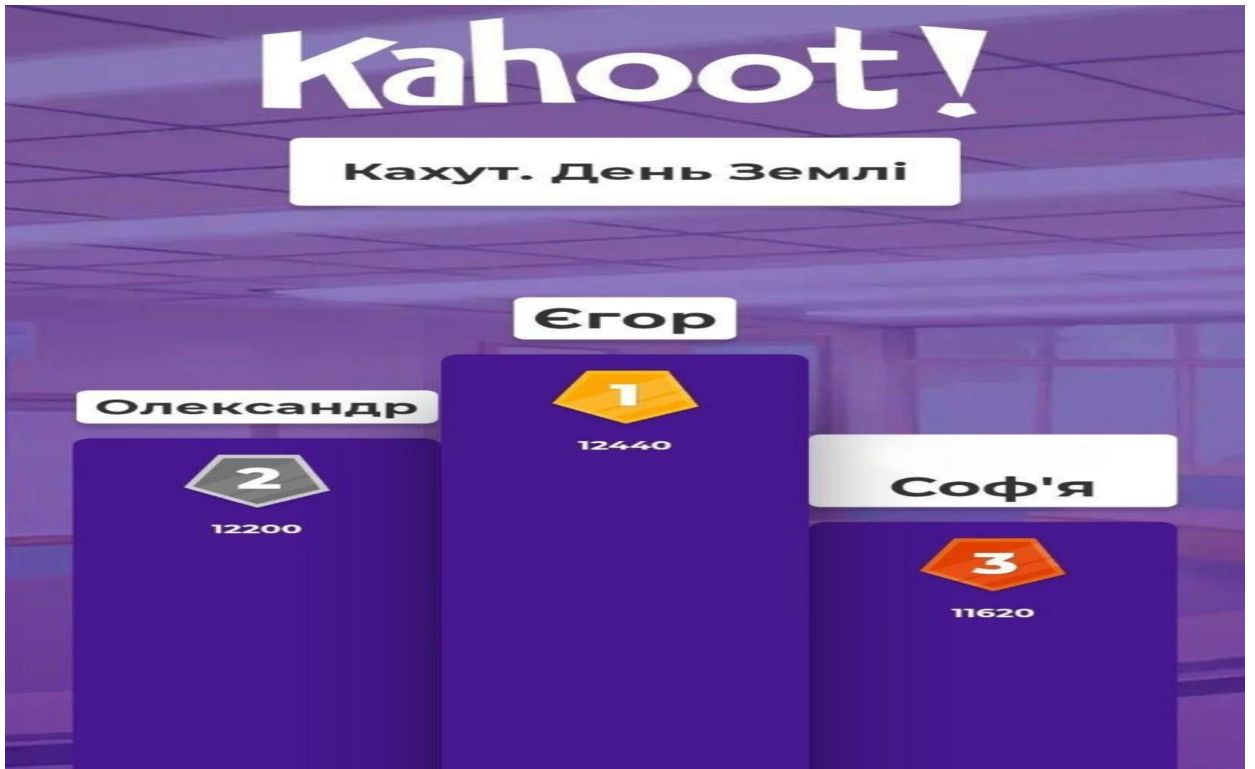 Kahoot!
Кахут. День Землі
Єгор
1
12440
Олександр
2
12200
Соф'я
3
11620